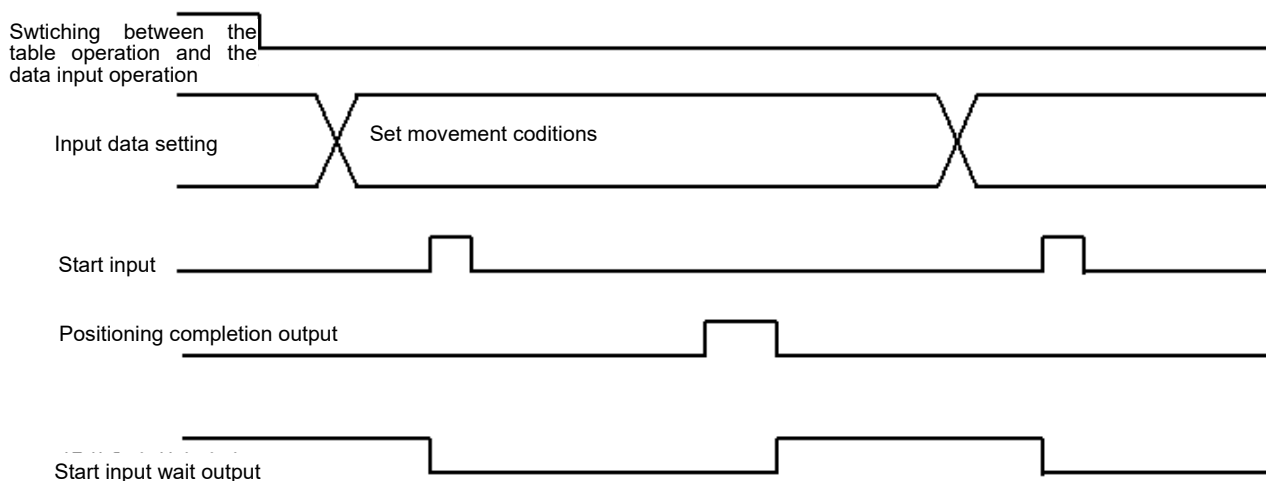 Swtiching between the
table operation and the
data input operation
Input data setting
Set movement coditions
Start input
Positioning completion output
Start input wait output